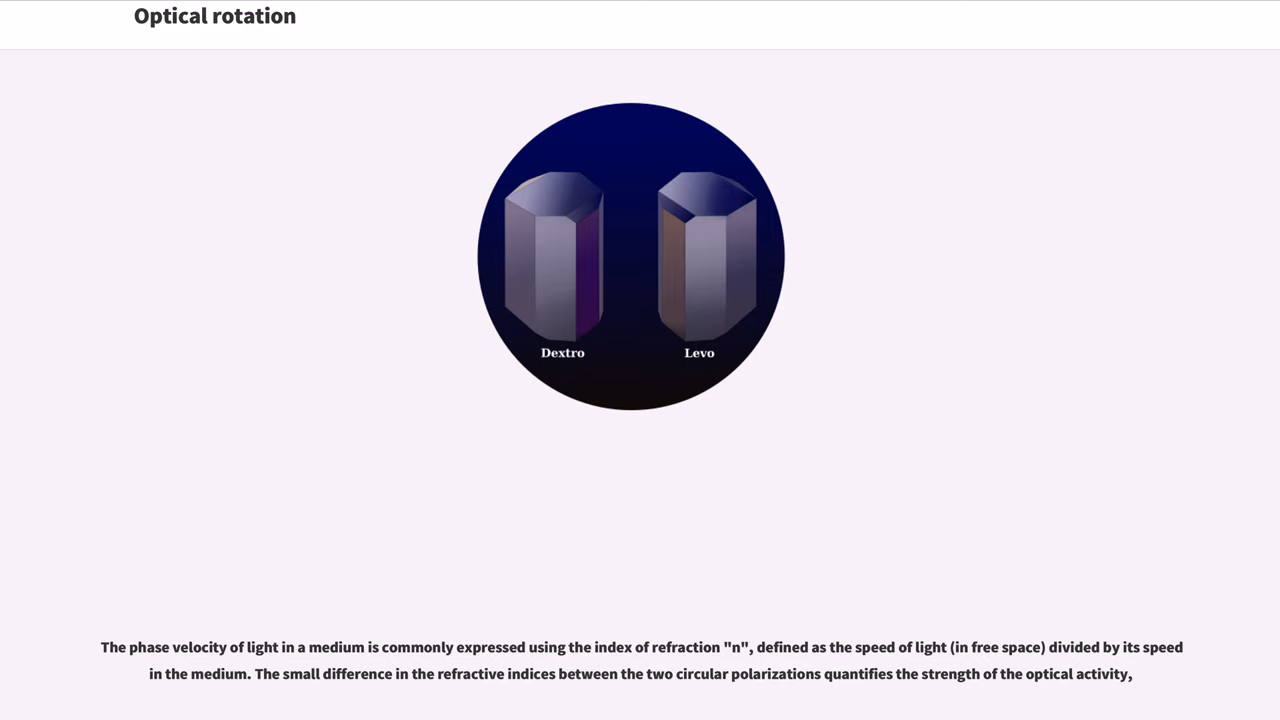 Optical rotation
Dextro
Levo
The phase velocity of light in a medium is commonly expressed using the index of refraction "n", defined as the speed of light (in free space) divided by its speed
in the medium. The small difference in the refractive indices between the two circular polarizations quantifies the strength of the optical activity,